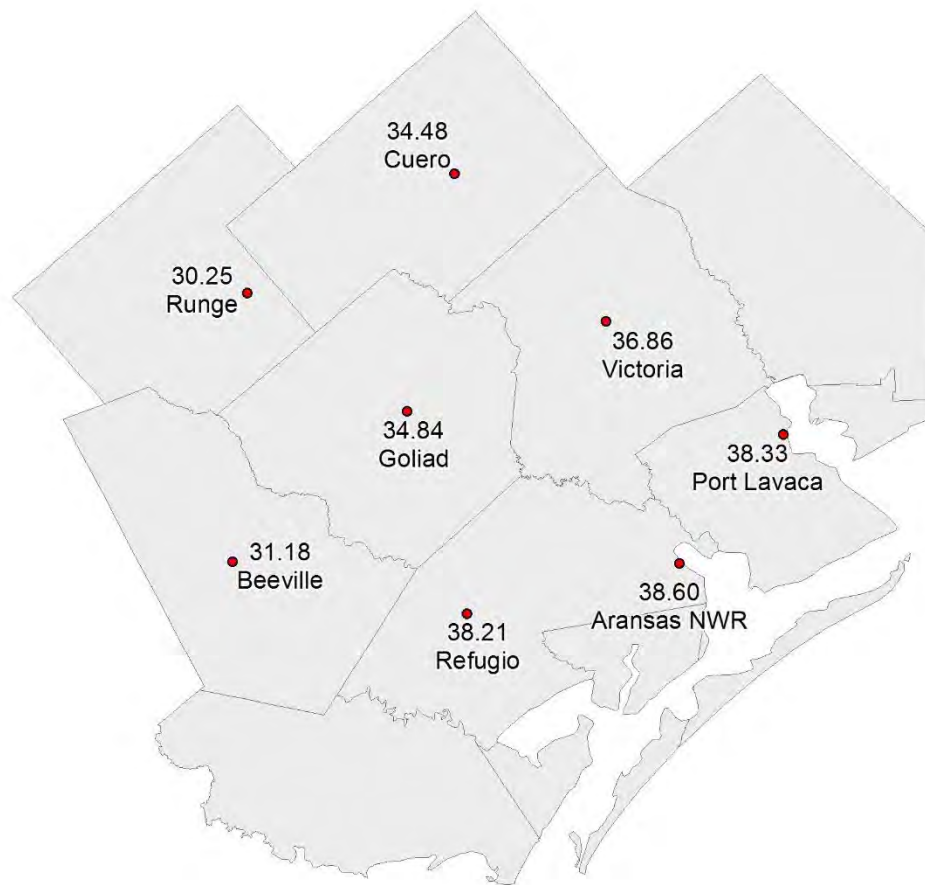 34.48
Cuero
30.25
Runge
36.86
Victoria
34.84
Goliad
38.33
Port Lavaca
31.18
Beeville
38.60
Aransas NWR
38.21
Refugio